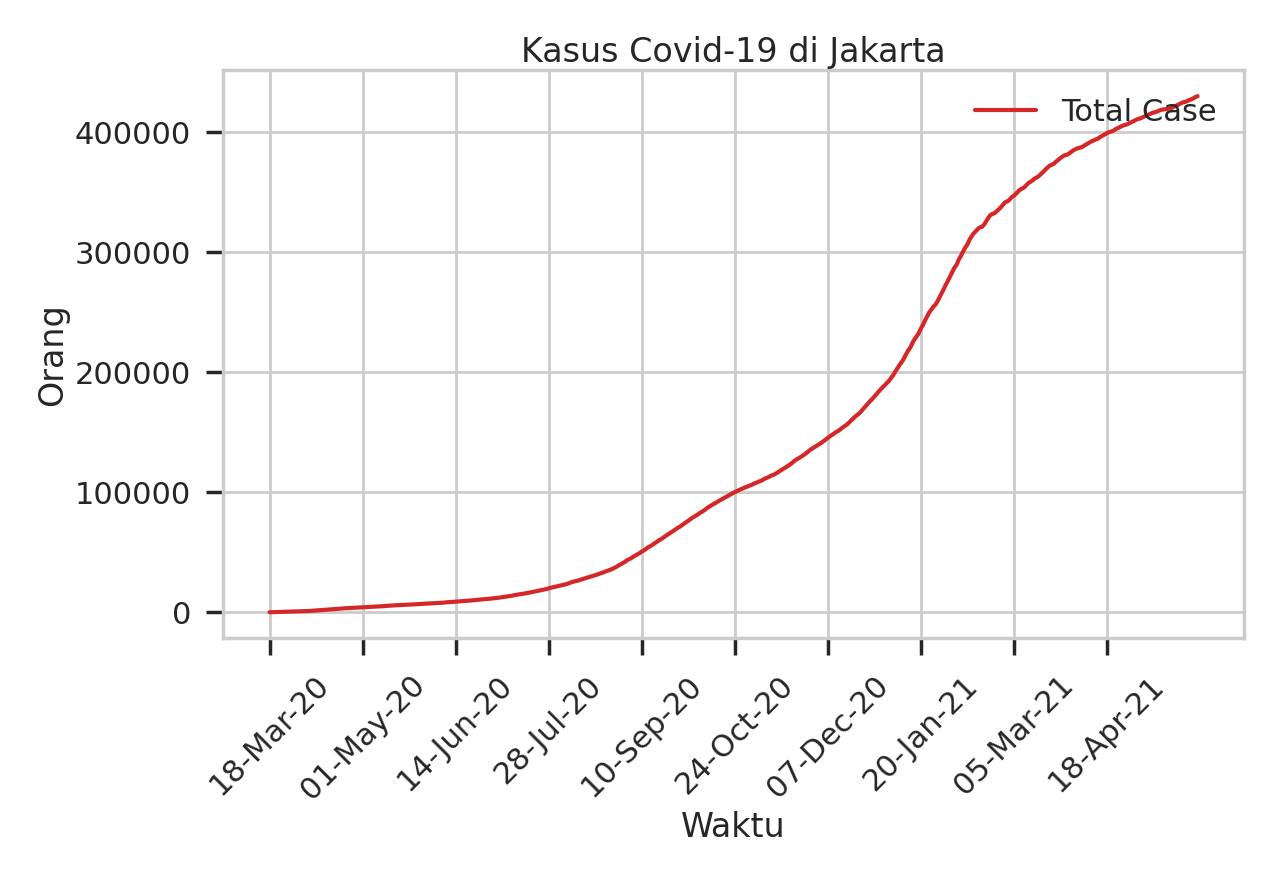 Kasus Covid-19 di Jakarta
Total Case
400000
300000
200000
100000
0
Orang
18-Mar-20
01-May-20
14-Jun-20
28-Jul-20
10-Sep-20
24-Oct-20
07-Dec-20
20-Jan-21
05-Mar-21
18-Apr-21
Waktu